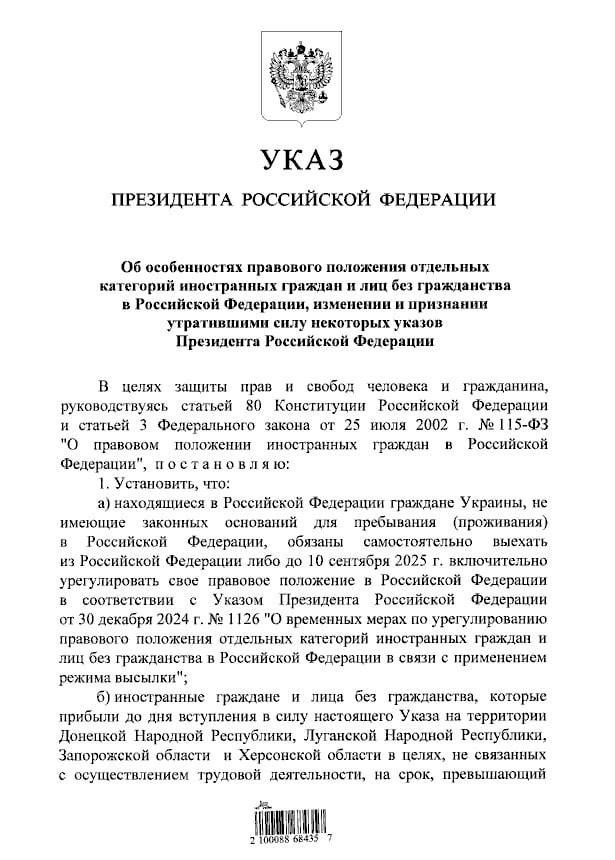 УКАЗ
ПРЕЗИДЕНТА РОССИЙСКОЙ ФЕДЕРАЦИИ
Об особенностях правового положения отдельных
категорий иностранных граждан и лиц без гражданства
в Российской Федерации, изменении и признании
утратившими силу некоторых указов
Президента Российской Федерации
В целях защиты прав и свобод человека и гражданина,
руководствуясь статьей 80 Конституции Российской Федерации
и статьей 3 Федерального закона от 25 июля 2002 г. № 115-ФЗ
"О правовом положении иностранных граждан в Российской
Федерации", п о с т а н о в л я ю:
1. Установить, что:
а) находящиеся в Российской Федерации граждане Украины, не
имеющие законных оснований для пребывания (проживания)
в Российской Федерации, обязаны самостоятельно выехать
из Российской Федерации либо до 10 сентября 2025 г. включительно
урегулировать свое правовое положение в Российской Федерации
в соответствии с Указом Президента Российской Федерации
от 30 декабря 2024 г. № 1126 "О временных мерах по урегулированию
правового положения отдельных категорий иностранных граждан и
лиц без гражданства в Российской Федерации в связи с применением
режима высылки";
б) иностранные граждане и лица без гражданства, которые
прибыли до дня вступления в силу настоящего Указа на территории
Донецкой Народной Республики, Луганской Народной Республики,
Запорожской области и Херсонской области в целях, не связанных
с осуществлением трудовой деятельности, на срок, превышающий
2 100088 68435 7